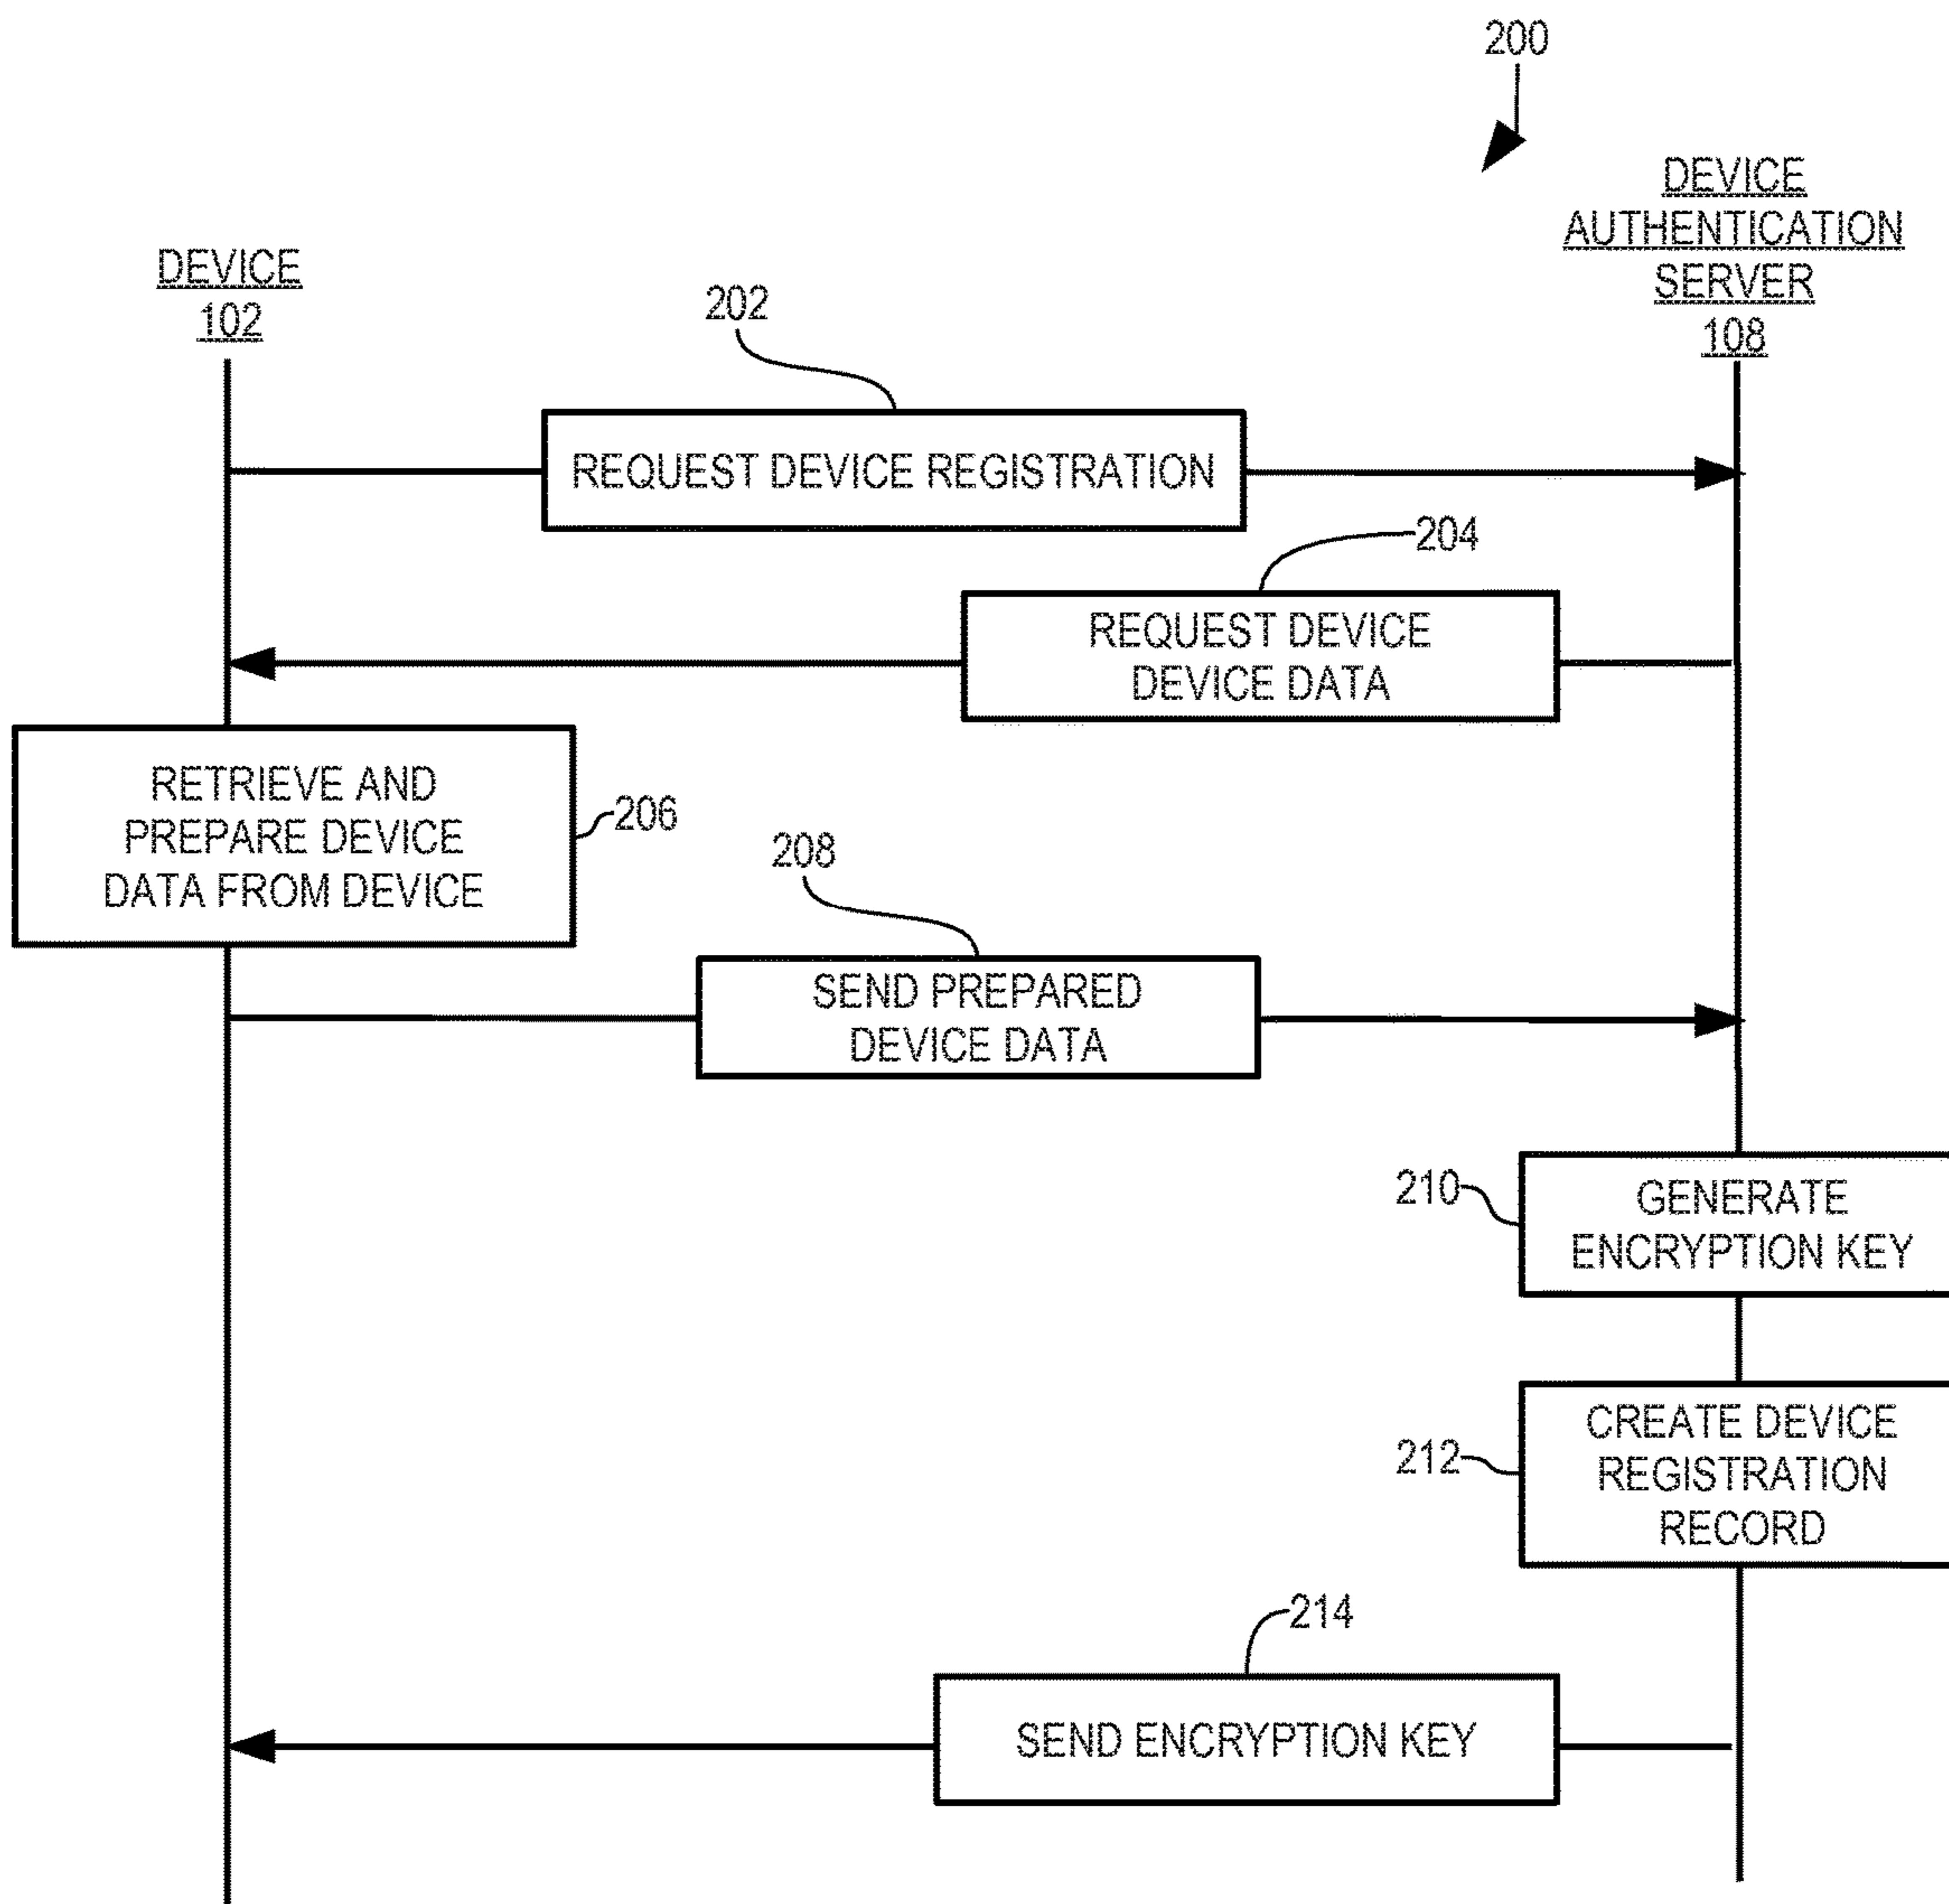 200
DEVICE
AUTHENTICATION
SERVER
108
DEVICE
102
202
REQUEST DEVICE REGISTRATION
204
REQUEST DEVICE
DEVICE DATA
RETRIEVE AND
PREPARE DEVICE
DATA FROM DEVICE
206
208
SEND PREPARED
DEVICE DATA
210
GENERATE
ENCRYPTION KEY
212
CREATE DEVICE
REGISTRATION
RECORD
214
SEND ENCRYPTION KEY